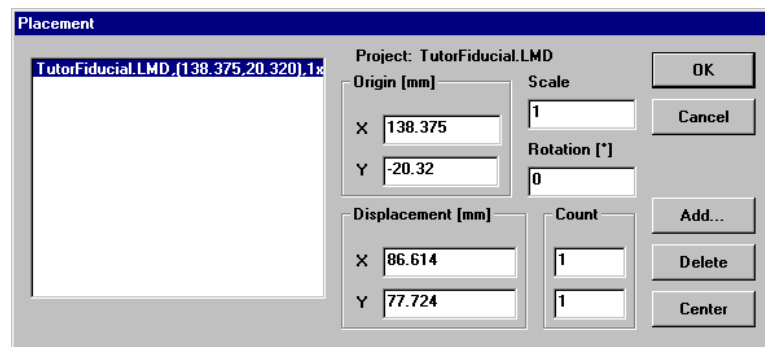 Placement
TutorFiducial.LMD,(138.375,20.320),1x
Project: TutorFiducial.LMD
Origin [mm]
X 138.375
Y -20.32
Scale
1
Rotation [°]
0
Displacement [mm]
X 86.614
Y 77.724
Count
1
1
OK
Cancel
Add...
Delete
Center